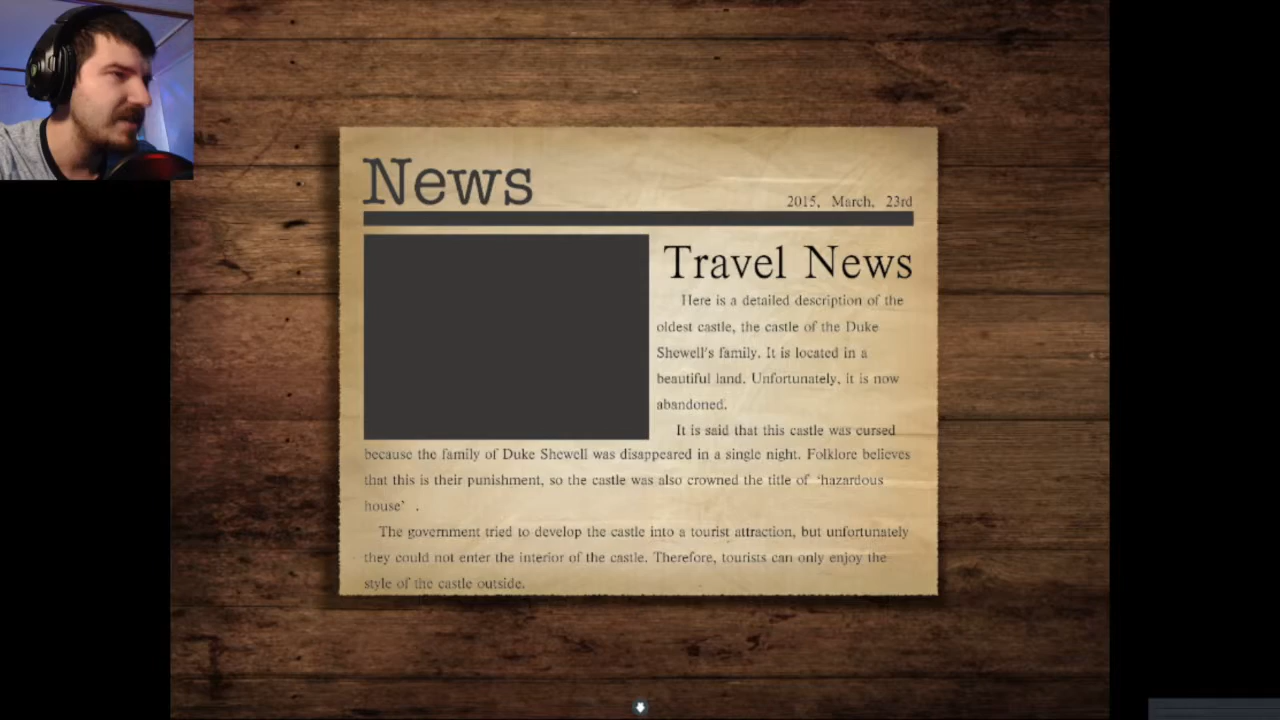 News
2015, March, 23rd
Travel News
Here is a detailed description of the
oldest castle, the castle of the Duke
Shewell's family. It is located in a
beautiful land. Unfortunately, it is now
abandoned.
It is said that this castle was cursed
because the family of Duke Shewell was disappeared in a single night. Folklore believes
that this is their punishment, so the castle was also crowned the title of 'hazardous
house' .
The government tried to develop the castle into a tourist attraction, but unfortunately
they could not enter the interior of the castle. Therefore, tourists can only enjoy the
style of the castle outside.